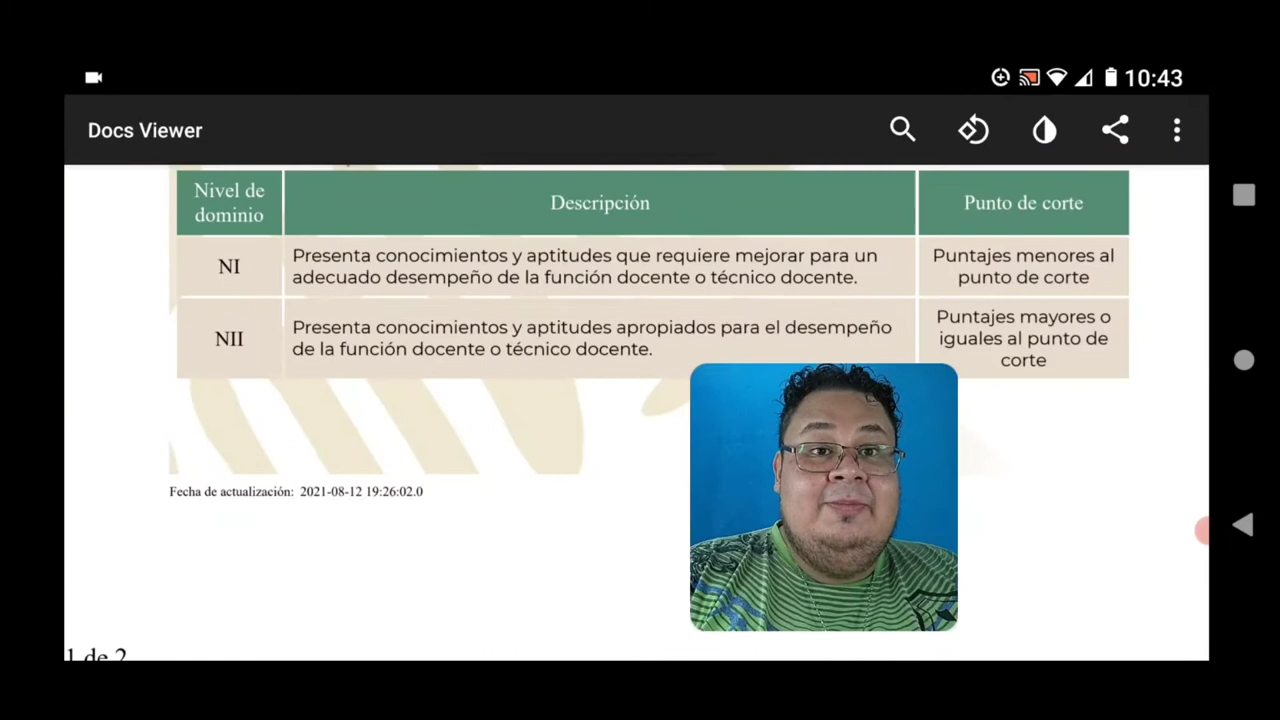 10:43
Docs Viewer
Nivel de
dominio
Descripción
Punto de corte
NI
Presenta conocimientos y aptitudes que requiere mejorar para un
adecuado desempeño de la función docente o técnico docente.
Puntajes menores al
punto de corte
NII
Presenta conocimientos y aptitudes apropiados para el desempeño
de la función docente o técnico docente.
Puntajes mayores o
iguales al punto de
corte
Fecha de actualización: 2021-08-12 19:26:02.0
1 de 2